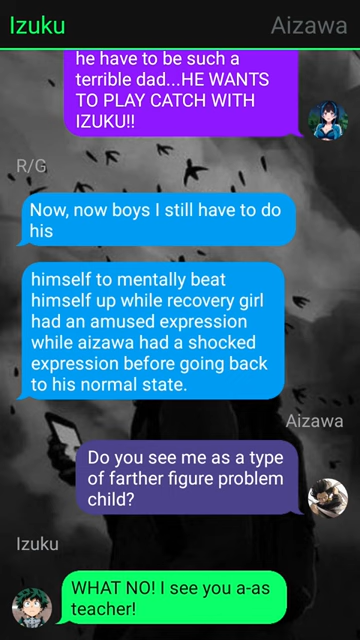 Izuku Aizawa
he have to be such a
terrible dad...HE WANTS
TO PLAY CATCH WITH
IZUKU!!
R/G
Now, now boys I still have to do
his
himself to mentally beat
himself up while recovery girl
had an amused expression
while aizawa had a shocked
expression before going back
to his normal state.
Aizawa
Do you see me as a type
of farther figure problem
child?
Izuku
WHAT NO! I see you a-as
teacher!